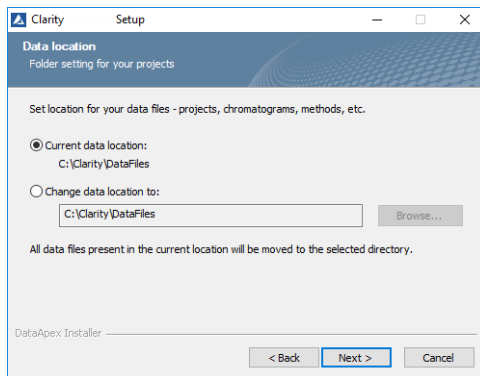 Clarity Setup
Data location
Folder setting for your projects
Set location for your data files - projects, chromatograms, methods, etc.
Current data location:
C:\Clarity\DataFiles
Change data location to:
C:\Clarity\DataFiles Browse...
All data files present in the current location will be moved to the selected directory.
DataApex Installer
< Back Next > Cancel